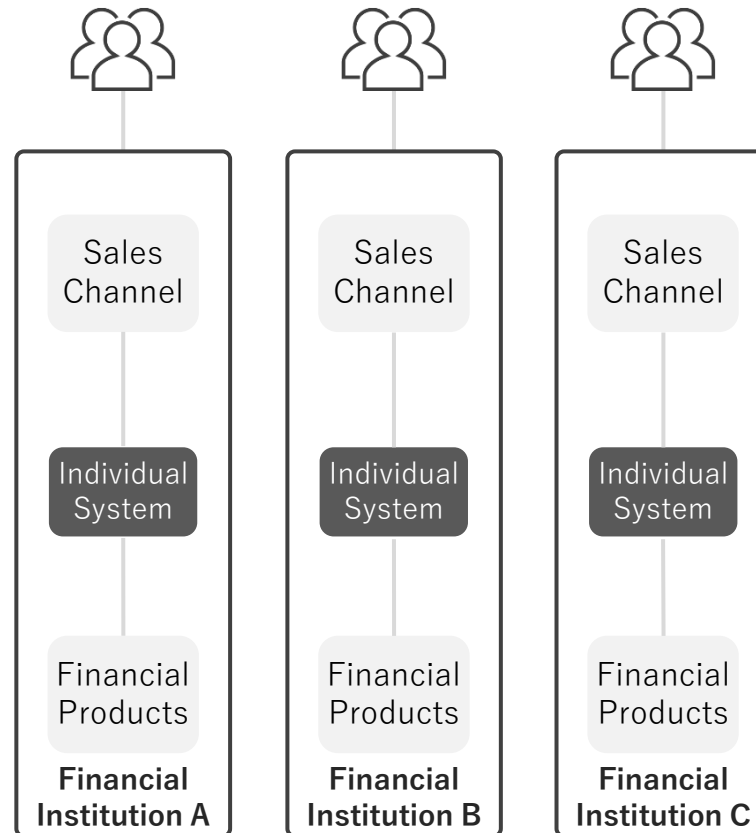 Sales
Channel
Individual
System
Financial
Products
Financial
Institution A
Sales
Channel
Individual
System
Financial
Products
Financial
Institution B
Sales
Channel
Individual
System
Financial
Products
Financial
Institution C